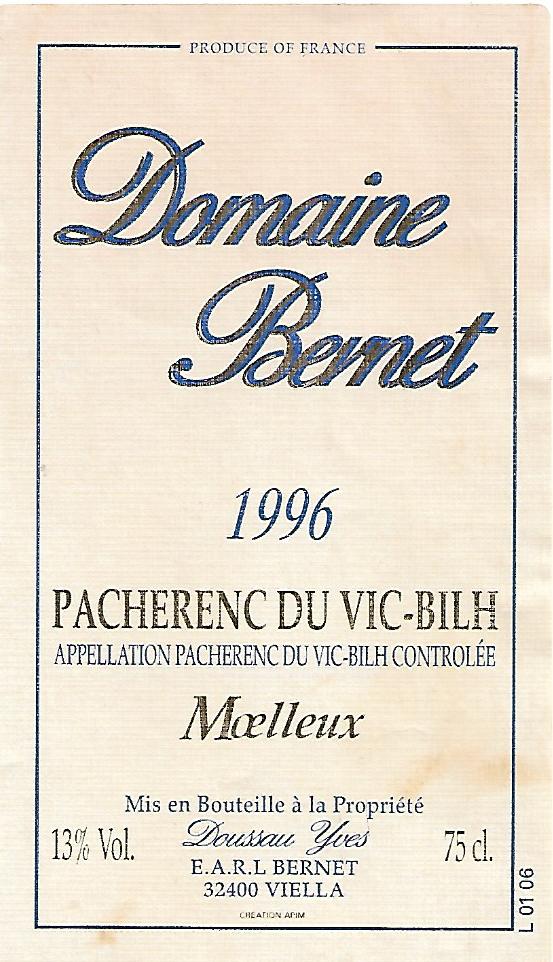 PRODUCE OF FRANCE
Domaine
Bernet
1996
PACHERENC DU VIC-BILH
APPELLATION PACHERENC DU VIC-BILH CONTROLÉE
Mœlleux
Mis en Bouteille à la Propriété
13% Vol.
Doussau Yves
75 cl.
E.A.R.L BERNET
32400 VIELLA
CREATION APIM
L 01 06